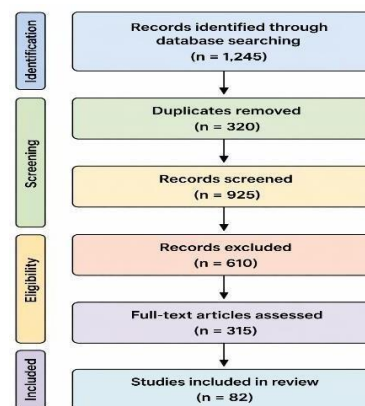 Identification
Records identified through
database searching
(n = 1,245)
Screening
Duplicates removed
(n = 320)
Records screened
(n = 925)
Eligibility
Records excluded
(n = 610)
Full-text articles assessed
(n = 315)
Included
Studies included in review
(n = 82)